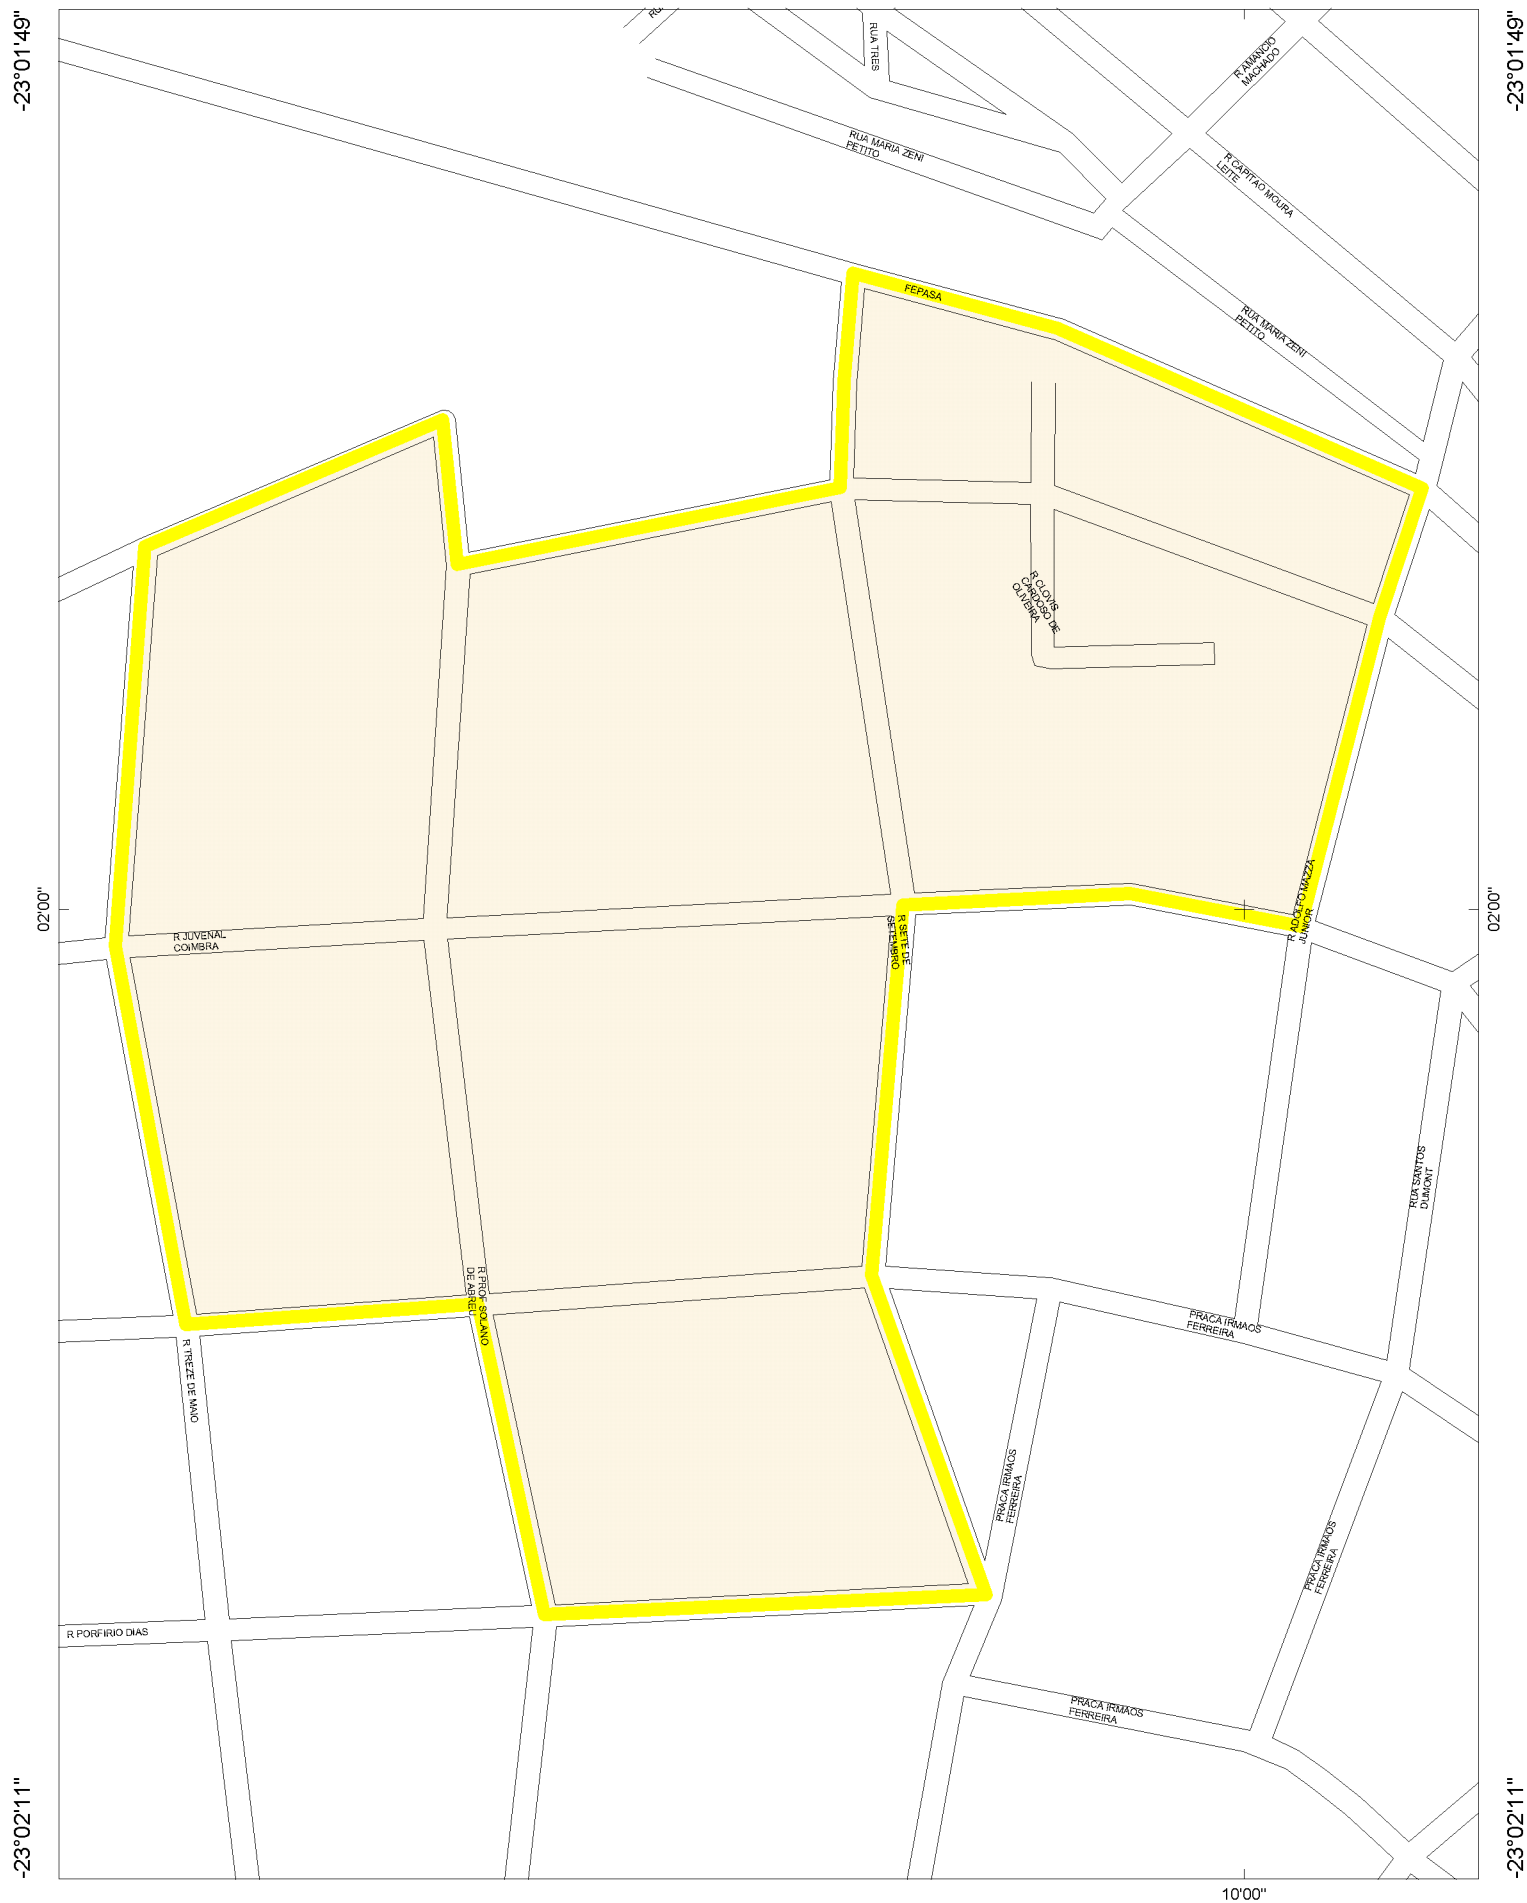 -23°01'49"
-23°01'49"
RUA TRES
R AMANCIO
MACHADO
RUA MARIA ZENI
PETITO
R CAPITAO MOURA
LEITE
FEPASA
RUA MARIA ZENI
PETITO
R CLOVIS
CARDOSO DE
OLIVEIRA
02'00"
02'00"
R JUVENAL
COIMBRA
R SETE DE
SETEMBRO
R ADOLFO MAZZA
JUNIOR
RUA SANTOS
DUMONT
R PROF SOLANO
DE ABREU
PRACA IRMAOS
FERREIRA
R TREZE DE MAIO
PRACA IRMAOS
FERREIRA
PRACA IRMAOS
FERREIRA
R PORFIRIO DIAS
PRACA IRMAOS
FERREIRA
-23°02'11"
-23°02'11"
10'00"